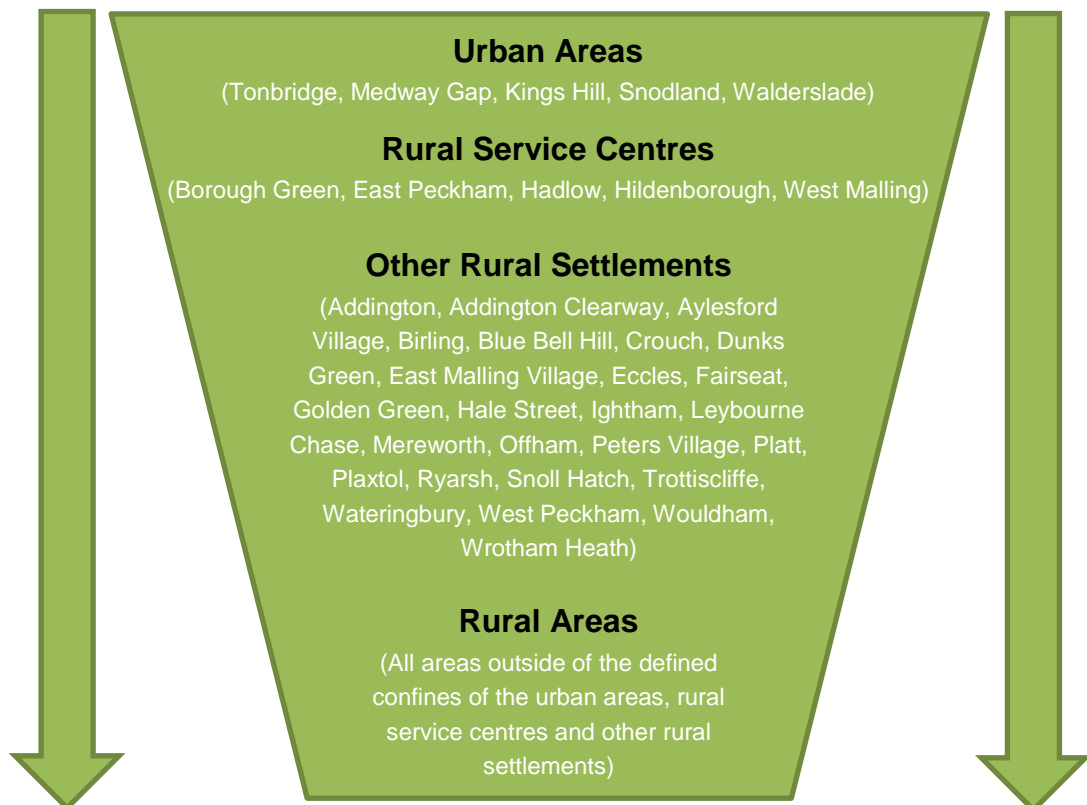 Urban Areas
(Tonbridge, Medway Gap, Kings Hill, Snodland, Walderslade)
Rural Service Centres
(Borough Green, East Peckham, Hadlow, Hildenborough, West Malling)
Other Rural Settlements
(Addington, Addington Clearway, Aylesford
Village, Birling, Blue Bell Hill, Crouch, Dunks
Green, East Malling Village, Eccles, Fairseat,
Golden Green, Hale Street, Ightham, Leybourne
Chase, Mereworth, Offham, Peters Village, Platt,
Plaxtol, Ryarsh, Snoll Hatch, Trottiscliffe,
Wateringbury, West Peckham, Wouldham,
Wrotham Heath)
Rural Areas
(All areas outside of the defined
confines of the urban areas, rural
service centres and other rural
settlements)